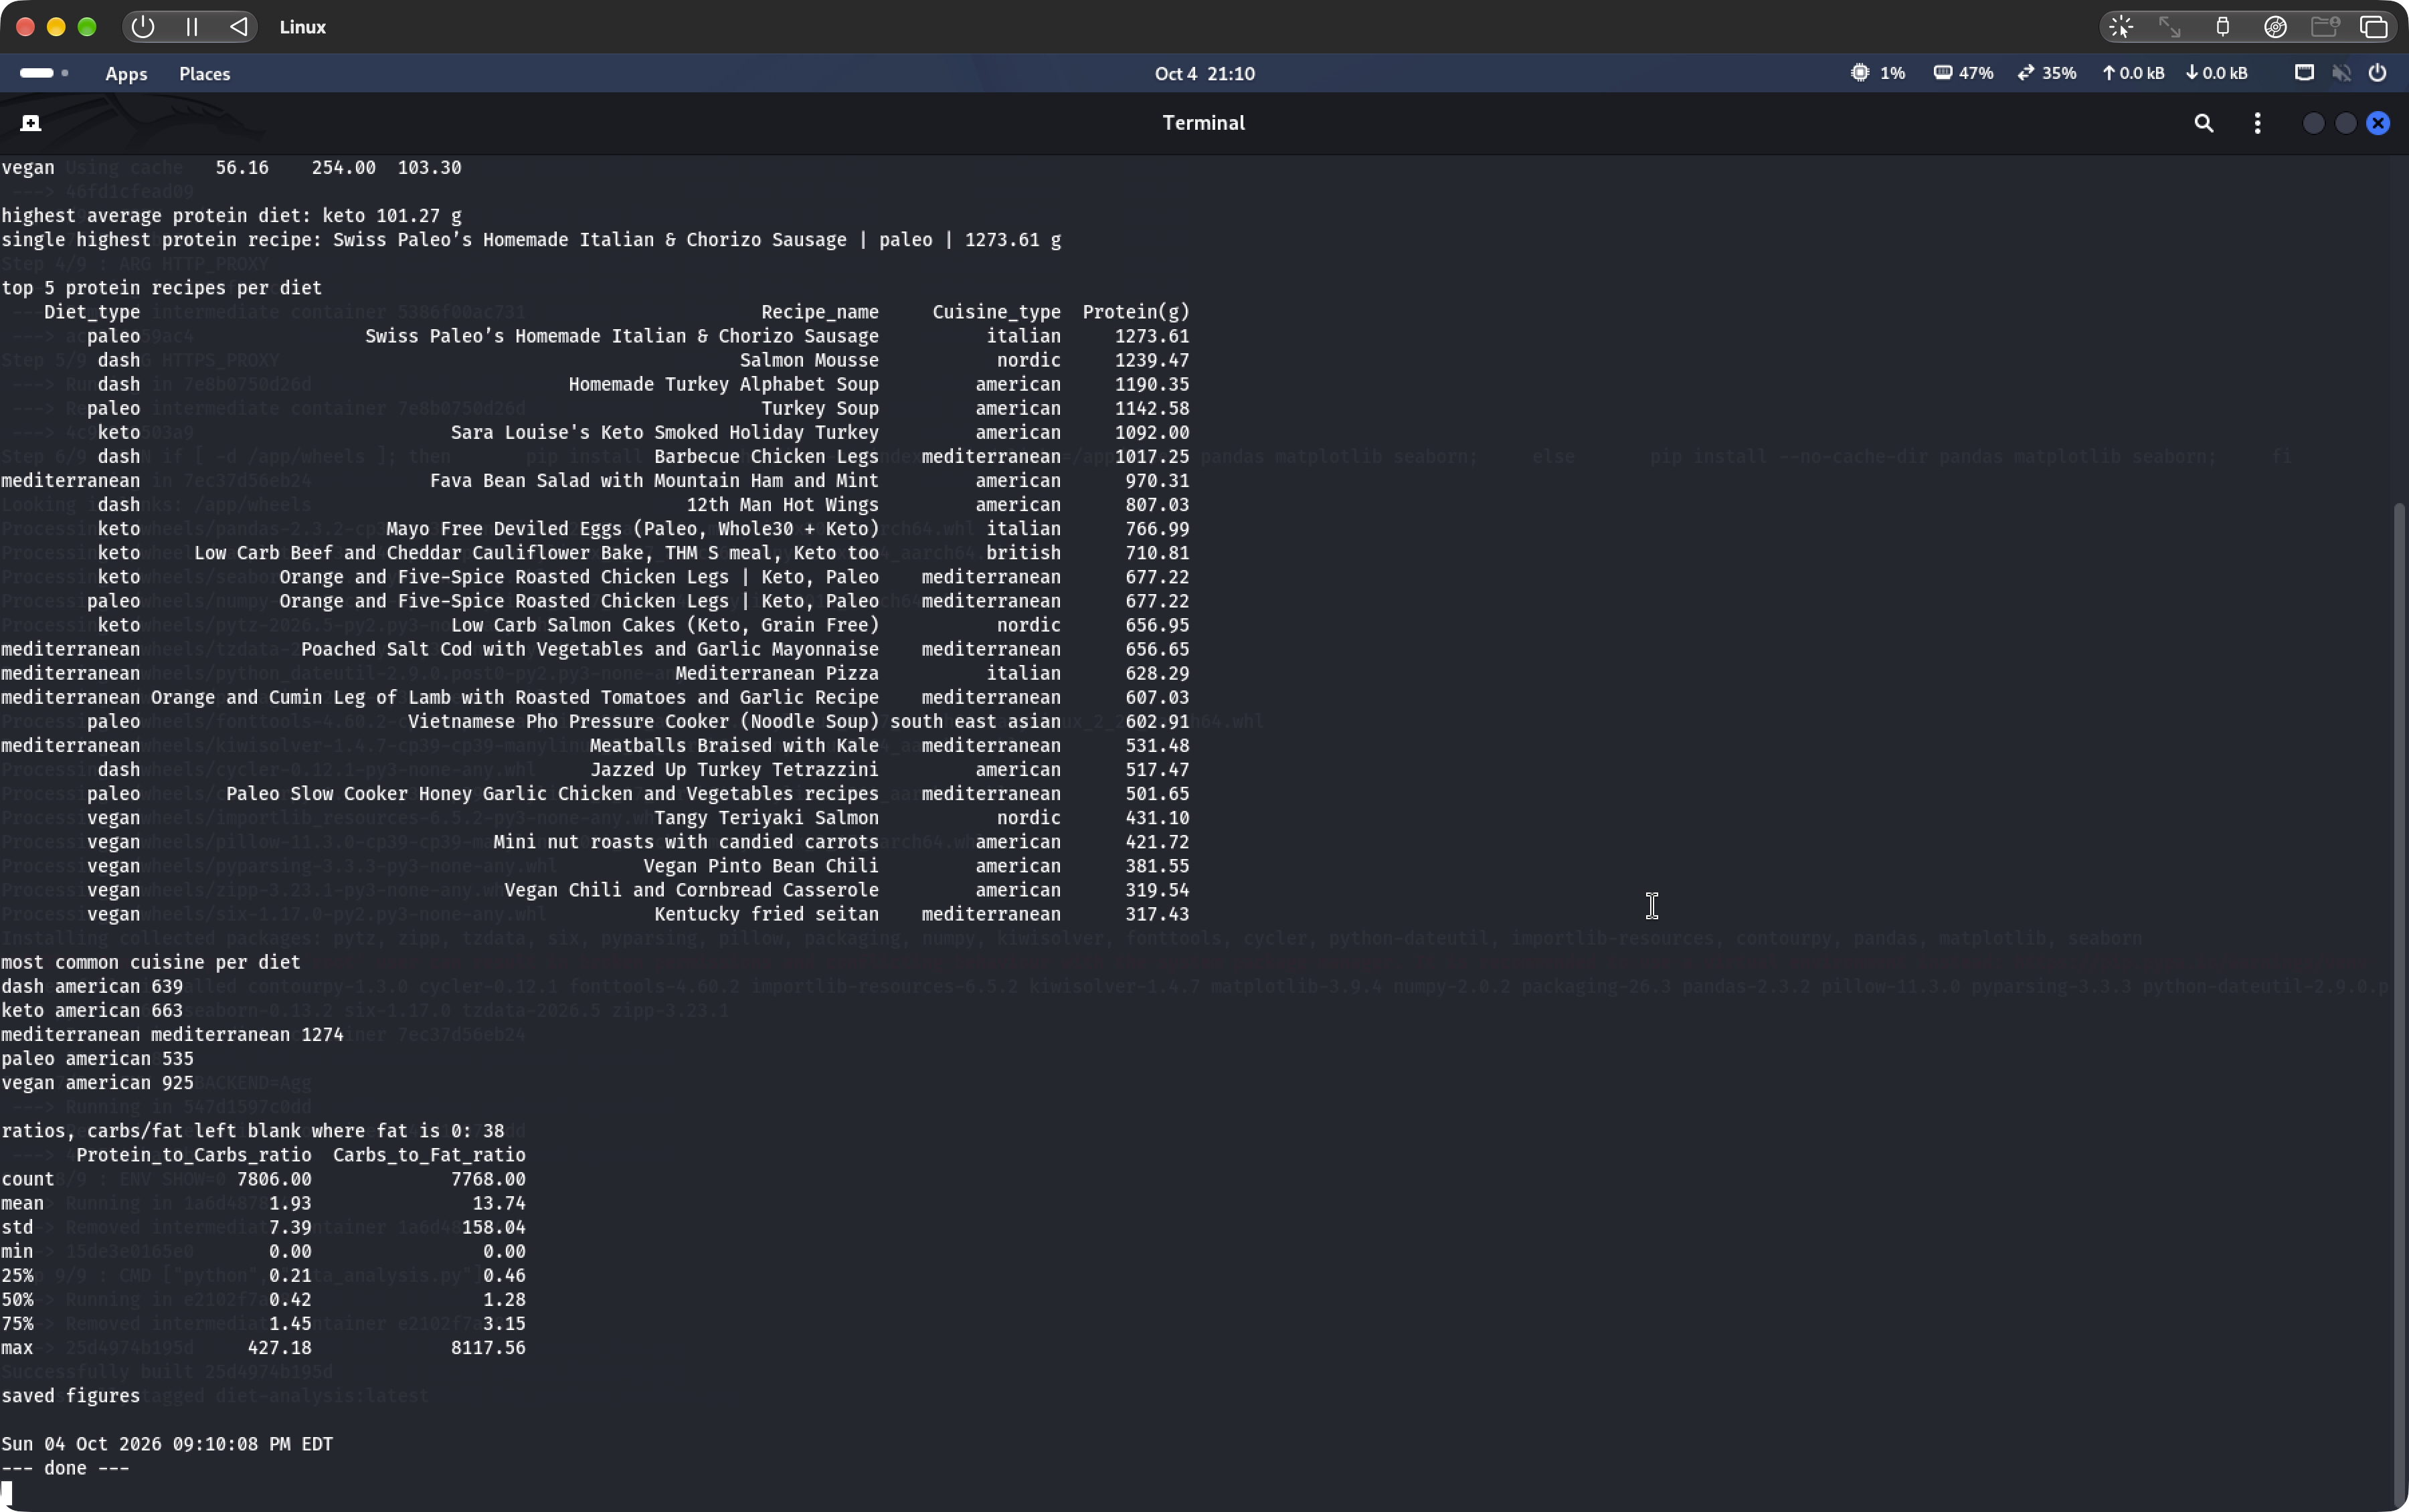 Linux
Apps Places Oct 4 21:10 1% 47% 35% 0.0 kB 0.0 kB
Terminal
vegan 56.16 254.00 103.30
highest average protein diet: keto 101.27 g
single highest protein recipe: Swiss Paleo’s Homemade Italian & Chorizo Sausage | paleo | 1273.61 g
top 5 protein recipes per diet
Diet_type Recipe_name Cuisine_type Protein(g)
paleo Swiss Paleo’s Homemade Italian & Chorizo Sausage italian 1273.61
dash Salmon Mousse nordic 1239.47
dash Homemade Turkey Alphabet Soup american 1190.35
paleo Turkey Soup american 1142.58
keto Sara Louise's Keto Smoked Holiday Turkey american 1092.00
dash Barbecue Chicken Legs mediterranean 1017.25
mediterranean Fava Bean Salad with Mountain Ham and Mint american 970.31
dash 12th Man Hot Wings american 807.03
keto Mayo Free Deviled Eggs (Paleo, Whole30 + Keto) italian 766.99
keto Low Carb Beef and Cheddar Cauliflower Bake, THM S meal, Keto too british 710.81
keto Orange and Five-Spice Roasted Chicken Legs | Keto, Paleo mediterranean 677.22
paleo Orange and Five-Spice Roasted Chicken Legs | Keto, Paleo mediterranean 677.22
keto Low Carb Salmon Cakes (Keto, Grain Free) nordic 656.95
mediterranean Poached Salt Cod with Vegetables and Garlic Mayonnaise mediterranean 656.65
mediterranean Mediterranean Pizza italian 628.29
mediterranean Orange and Cumin Leg of Lamb with Roasted Tomatoes and Garlic Recipe mediterranean 607.03
paleo Vietnamese Pho Pressure Cooker (Noodle Soup) south east asian 602.91
mediterranean Meatballs Braised with Kale mediterranean 531.48
dash Jazzed Up Turkey Tetrazzini american 517.47
paleo Paleo Slow Cooker Honey Garlic Chicken and Vegetables recipes mediterranean 501.65
vegan Tangy Teriyaki Salmon nordic 431.10
vegan Mini nut roasts with candied carrots american 421.72
vegan Vegan Pinto Bean Chili american 381.55
vegan Vegan Chili and Cornbread Casserole american 319.54
vegan Kentucky fried seitan mediterranean 317.43
most common cuisine per diet
dash american 639
keto american 663
mediterranean mediterranean 1274
paleo american 535
vegan american 925
ratios, carbs/fat left blank where fat is 0: 38
Protein_to_Carbs_ratio Carbs_to_Fat_ratio
count 7806.00 7768.00
mean 1.93 13.74
std 7.39 158.04
min 0.00 0.00
25% 0.21 0.46
50% 0.42 1.28
75% 1.45 3.15
max 427.18 8117.56
saved figures
Sun 04 Oct 2026 09:10:08 PM EDT
--- done ---